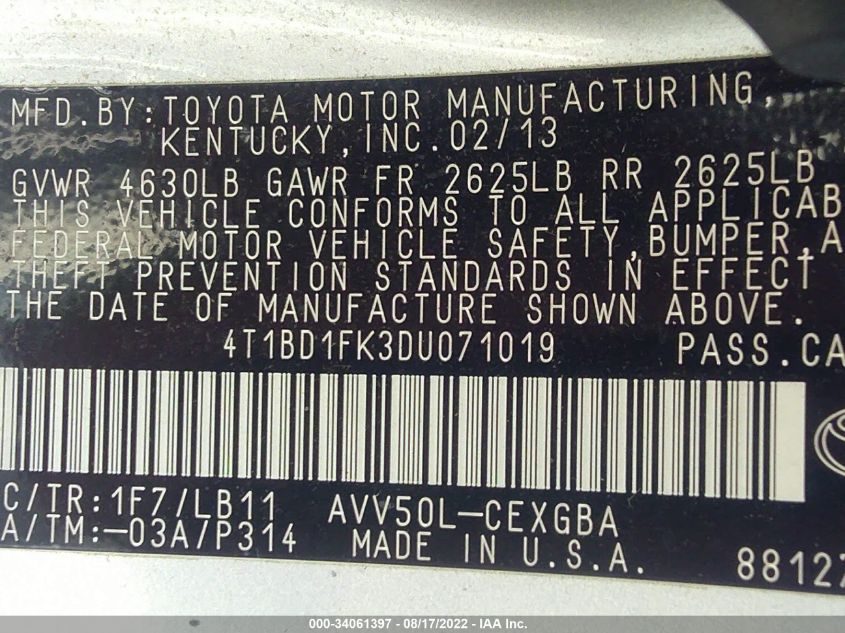 MFD.BY:TOYOTA MOTOR MANUFACTURING,
KENTUCKY,INC.02/13
GVWR 4630LB GAWR FR 2625LB RR 2625LB
THIS VEHICLE CONFORMS TO ALL APPLICAB
FEDERAL MOTOR VEHICLE SAFETY,BUMPER,A
THEFT PREVENTION STANDARDS IN EFFECT
THE DATE OF MANUFACTURE SHOWN ABOVE.
4T1BD1FK3DU071019 PASS.CA
C/TR:1F7/LB11 AVV50L-CEXGBA
A/TM:-03A/P314 MADE IN U.S.A.
88127
000-34061397 - 08/17/2022 - IAA Inc.